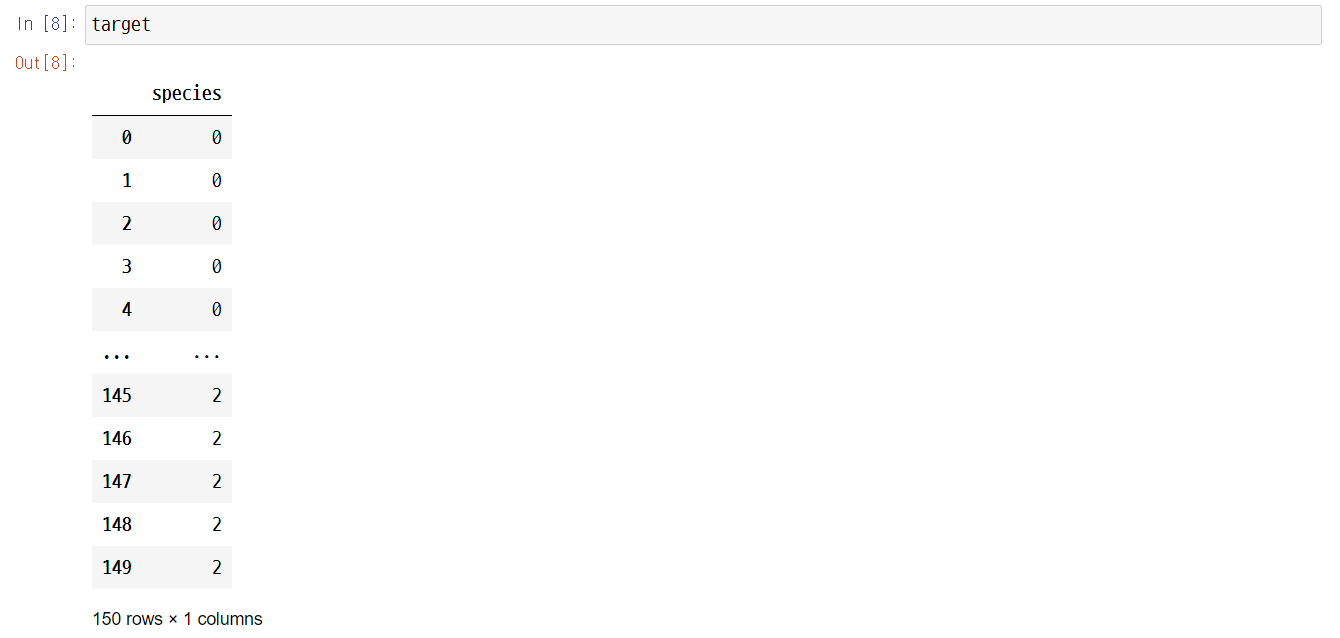 In [8]: target
Out[8]:
species
0 0
1 0
2 0
3 0
4 0
... ...
145 2
146 2
147 2
148 2
149 2
150 rows × 1 columns